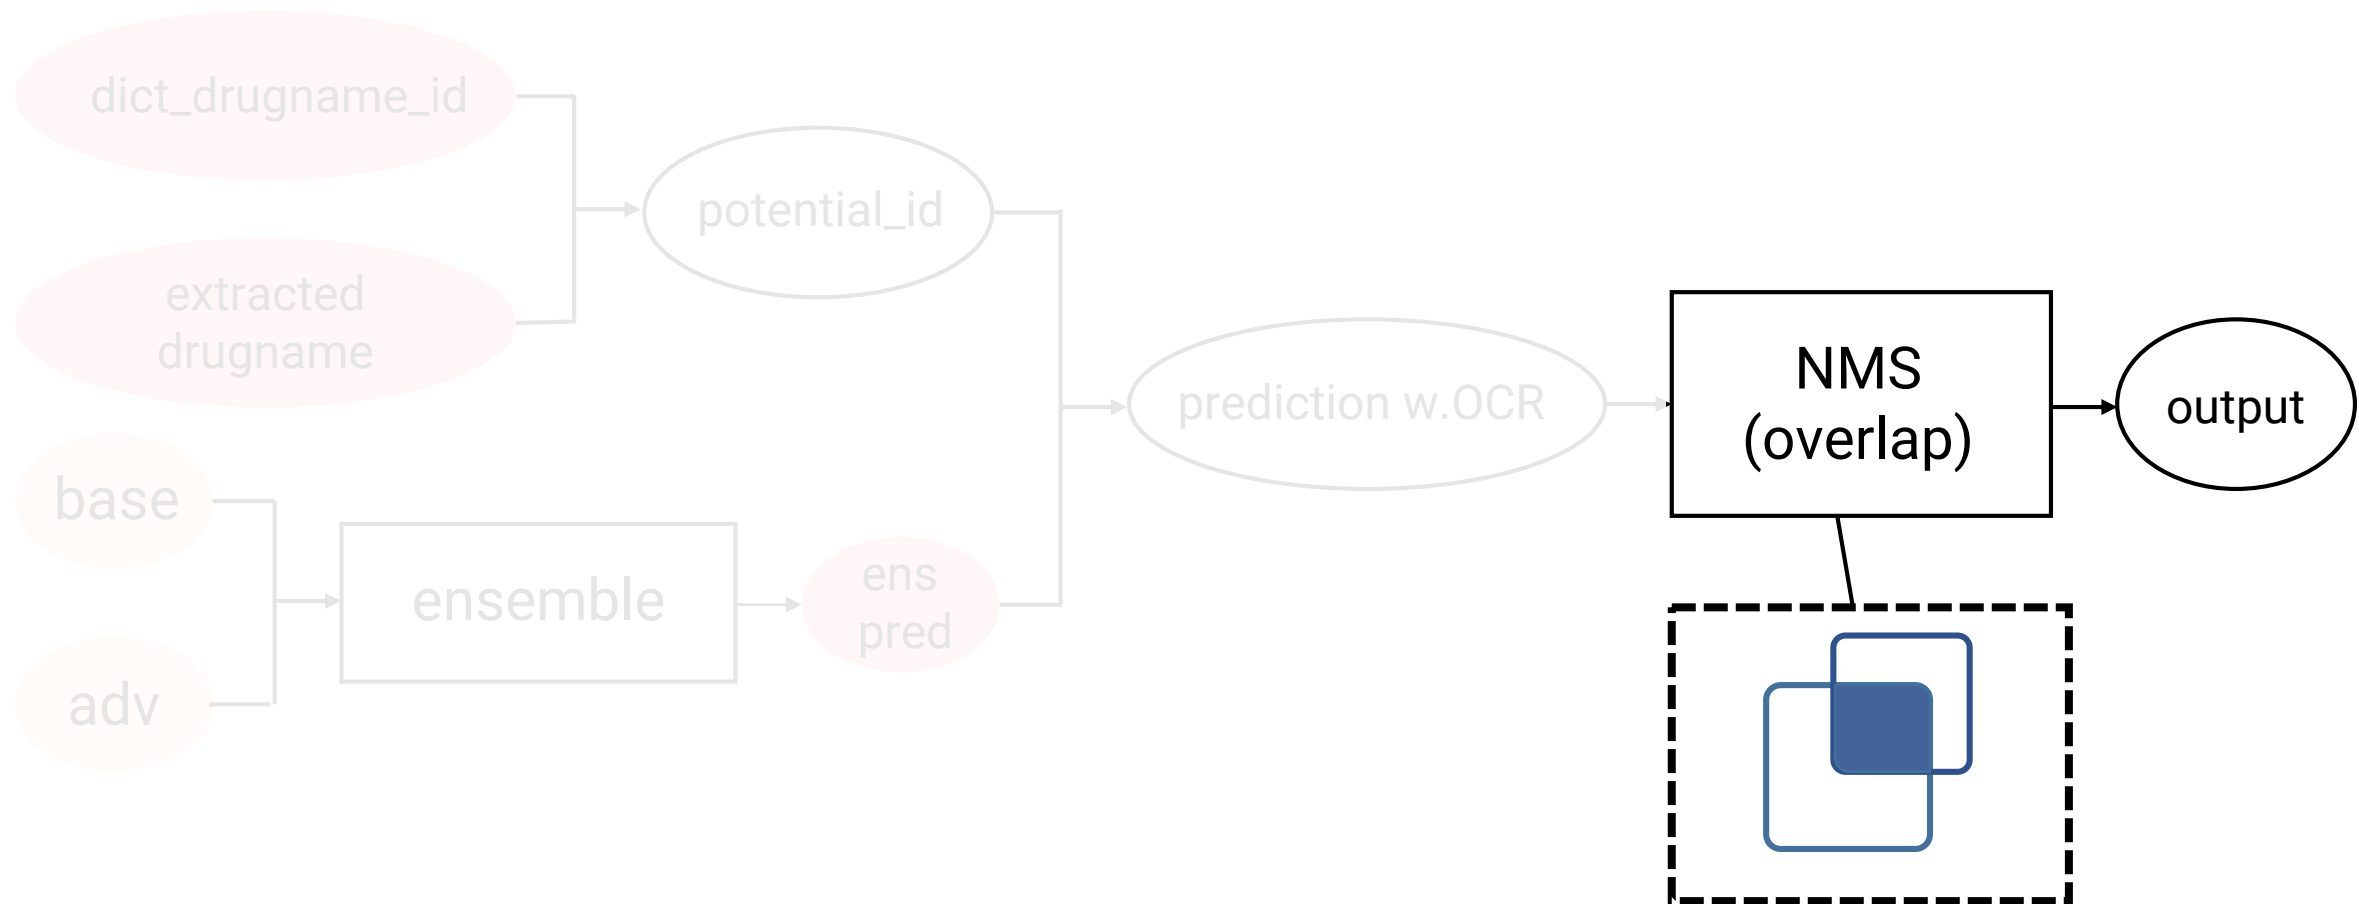 dict_drugname_id
potential_id
extracted
drugname
prediction w.OCR
NMS
(overlap)
output
base
ensemble
ens
pred
adv